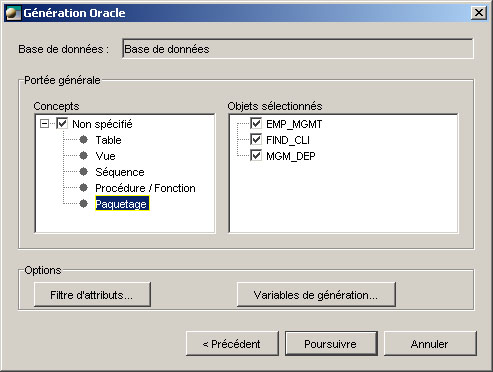 Génération Oracle
Base de données : Base de données
Portée générale
Concepts
Non spécifié
Table
Vue
Séquence
Procédure / Fonction
Paquetage
Objets sélectionnés
EMP_MGMT
FIND_CLI
MGM_DEP
Options
Filtre d'attributs... Variables de génération...
< Précédent Poursuivre Annuler